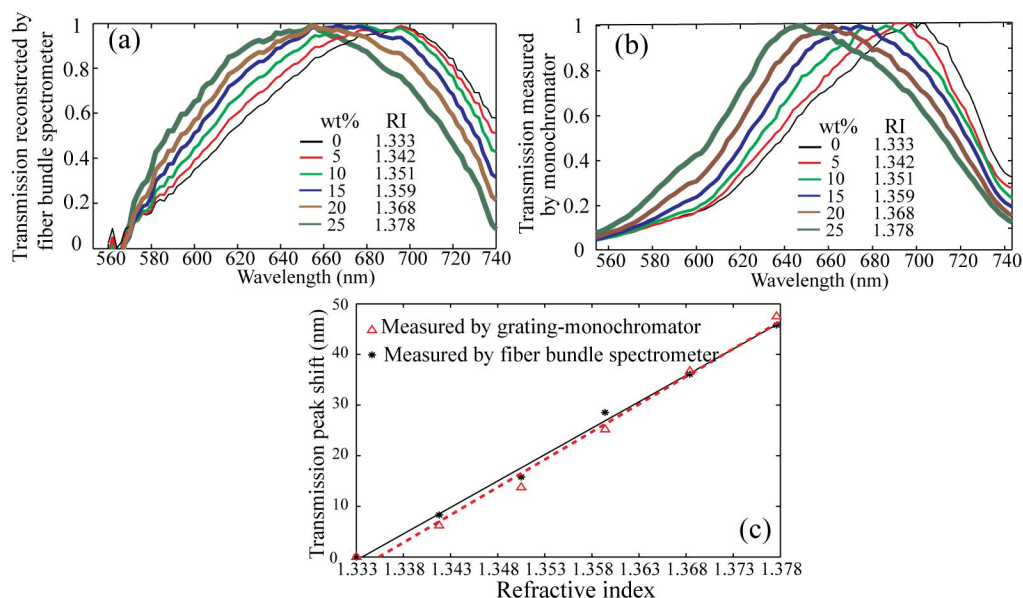 Transmission reconstrcted by
fiber bundle spectrometer
1
0.8
0.6
0.4
0.2
0
(a)
wt% RI
0 1.333
5 1.342
10 1.351
15 1.359
20 1.368
25 1.378
560 580 600 620 640 660 680 700 720 740
Wavelength (nm)
Transmission measured
by monochromator
1
0.8
0.6
0.4
0.2
0
(b)
wt% RI
0 1.333
5 1.342
10 1.351
15 1.359
20 1.368
25 1.378
560 580 600 620 640 660 680 700 720 740
Wavelength (nm)
Transmission peak shift (nm)
50
40
30
20
10
0
Measured by grating-monochromator
Measured by fiber bundle spectrometer
(c)
1.333 1.338 1.343 1.348 1.353 1.358 1.363 1.368 1.373 1.378
Refractive index